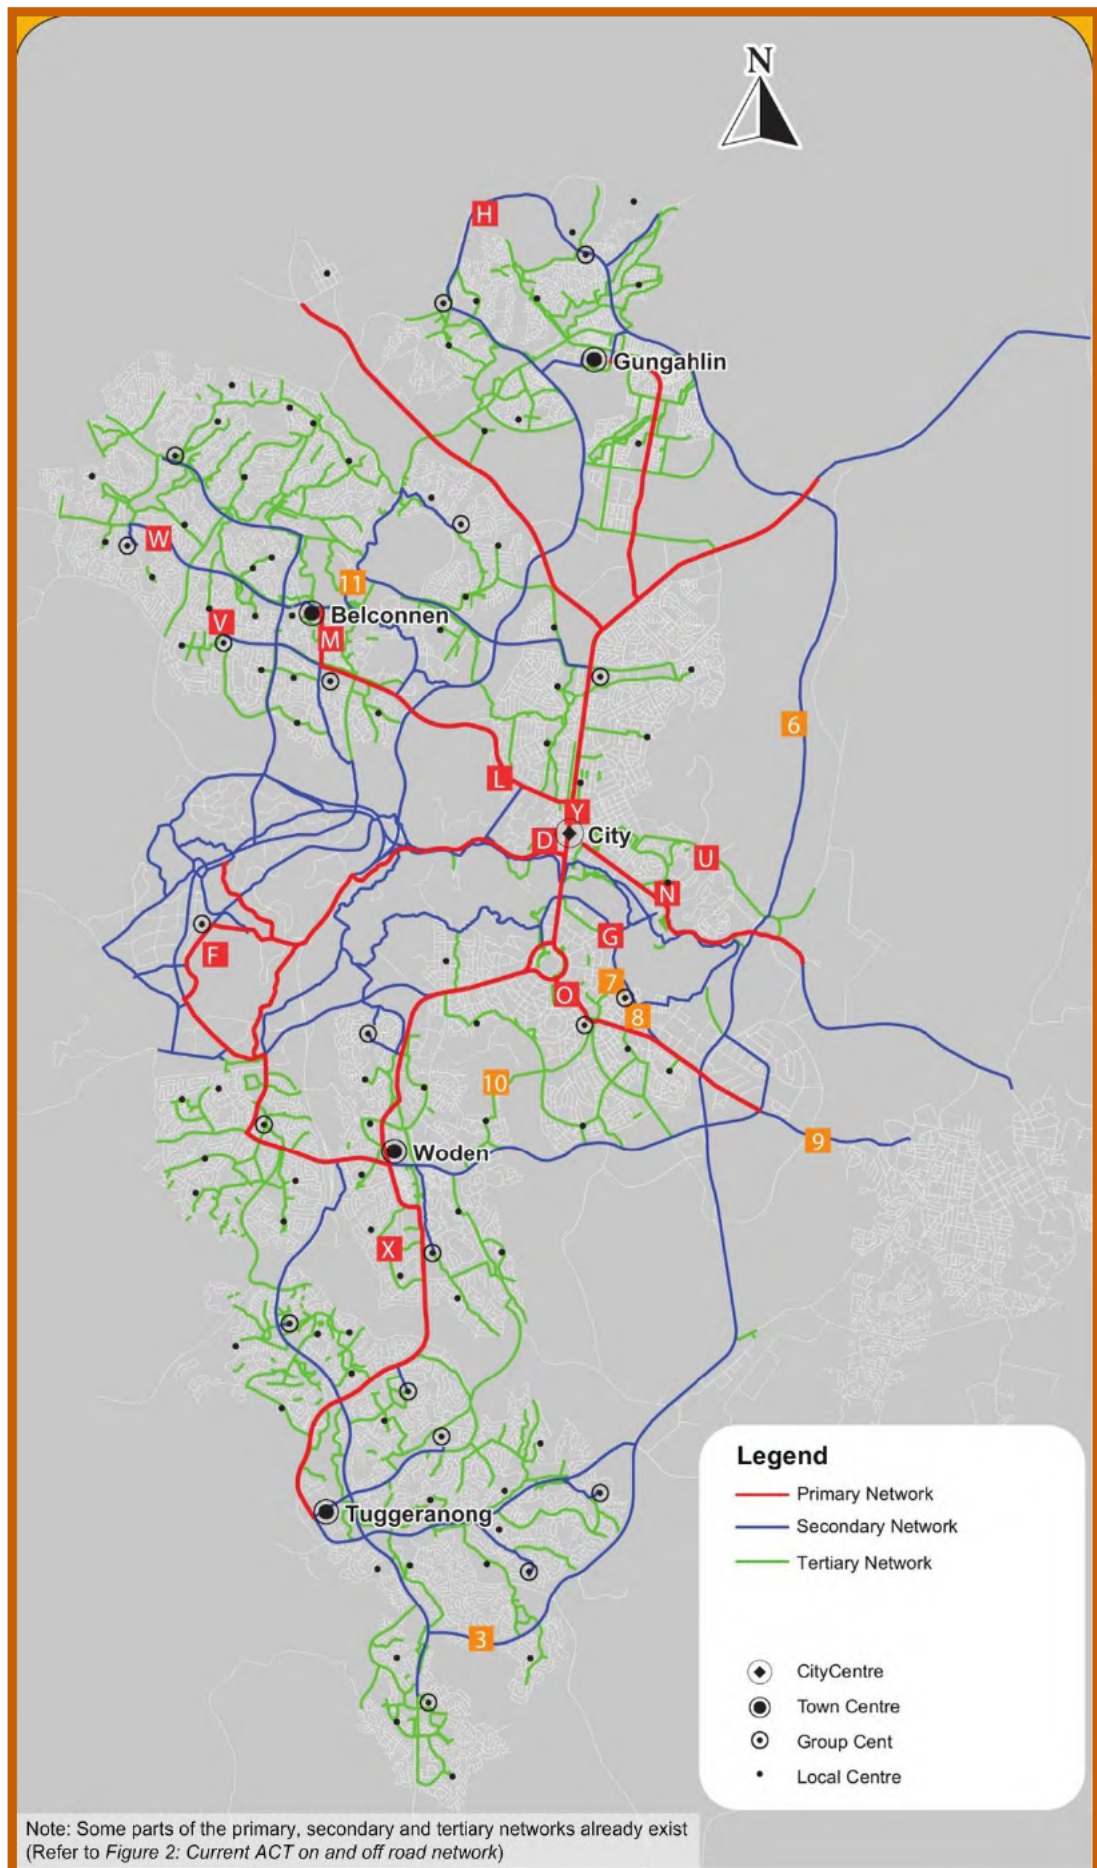 N
H
Gungahlin
W
11
V
Belconnen
M
6
L
Y
D
City
U
N
G
F
7
O
8
10
9
Woden
X
Legend
Primary Network
Secondary Network
Tuggeranong
Tertiary Network
3
CityCentre
Town Centre
Group Cent
Local Centre
Note: Some parts of the primary, secondary and tertiary networks already exist
(Refer to Figure 2: Current ACT on and off road network)